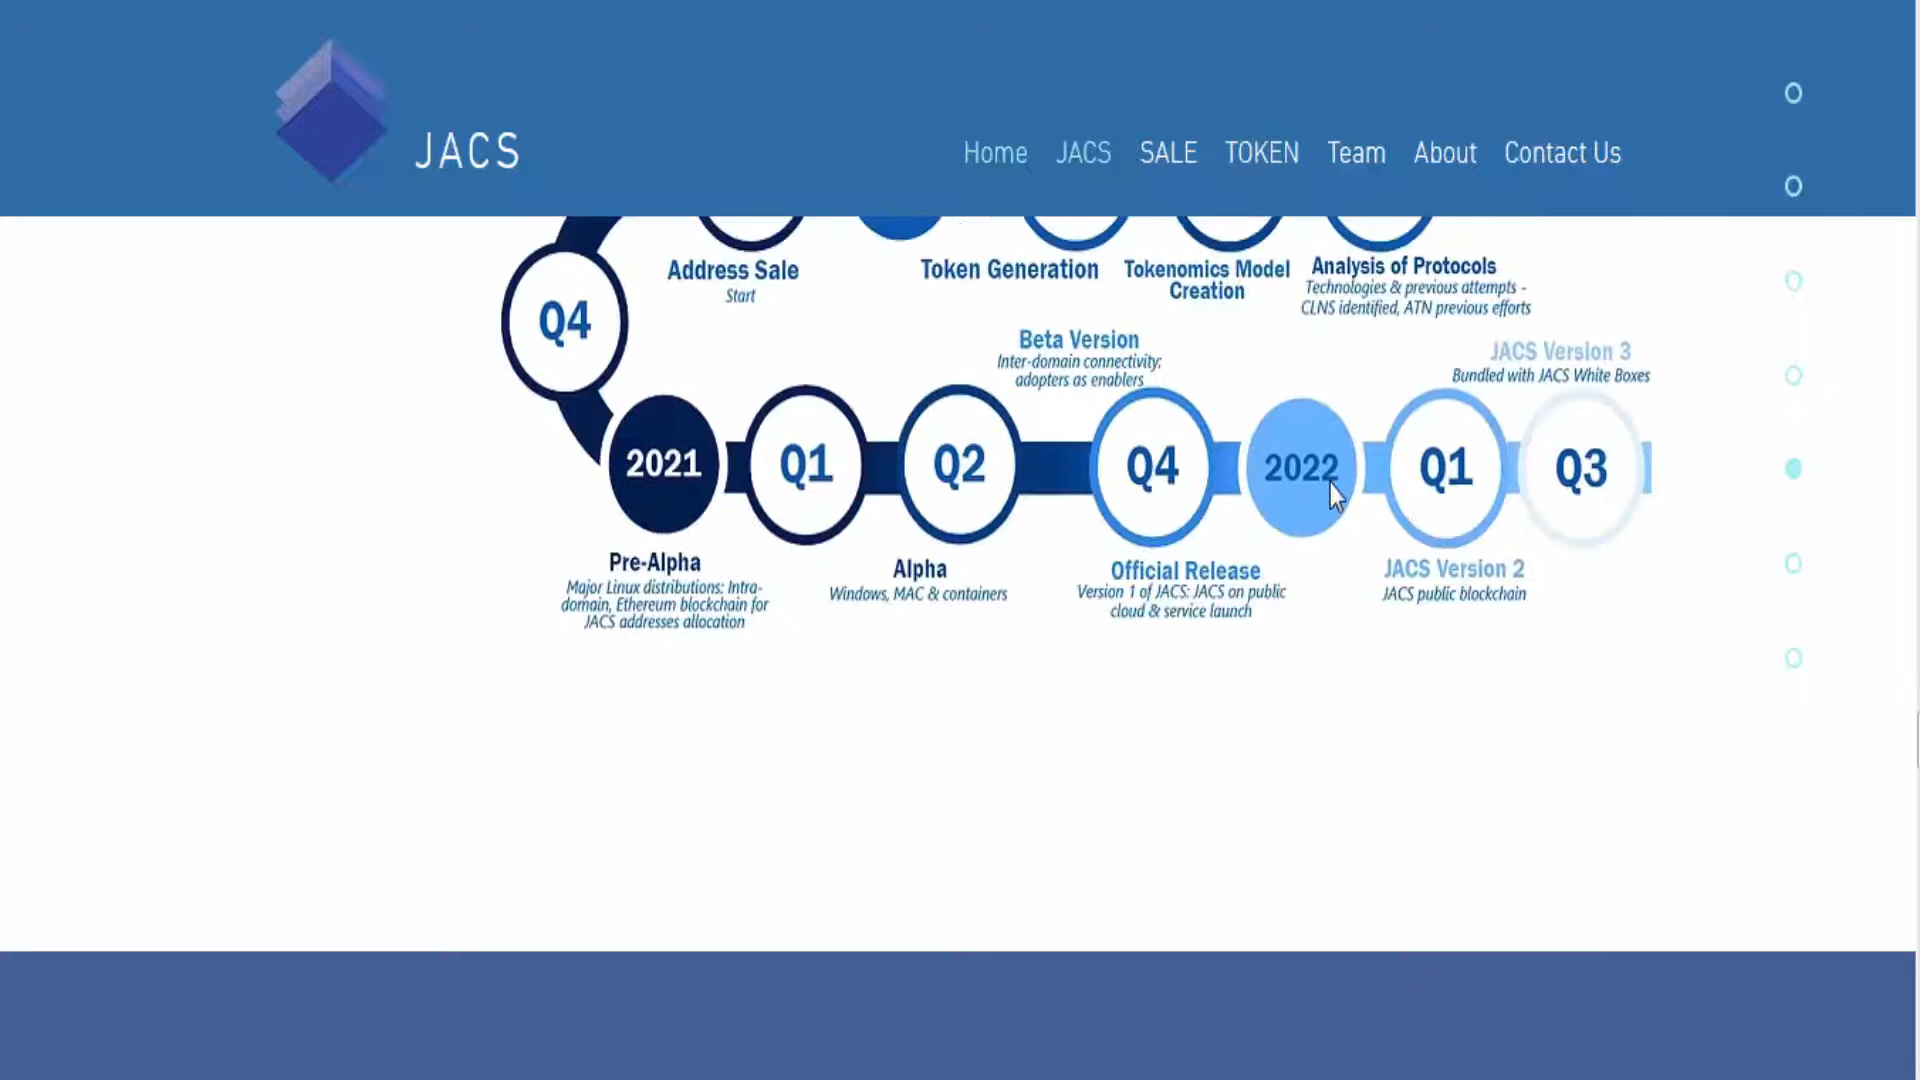 JACS
Home JACS SALE TOKEN Team About Contact Us
Address Sale
Start
Token Generation
Tokenomics Model
Creation
Analysis of Protocols
Technologies & previous attempts -
CLNS identified, ATN previous efforts
Q4
Beta Version
Inter-domain connectivity:
adopters as enablers
JACS Version 3
Bundled with JACS White Boxes
2021 Q1 Q2 Q4 2022 Q1 Q3
Pre-Alpha
Major Linux distributions: Intra-
domain, Ethereum blockchain for
JACS addresses allocation
Alpha
Windows, MAC & containers
Official Release
Version 1 of JACS: JACS on public
cloud & service launch
JACS Version 2
JACS public blockchain